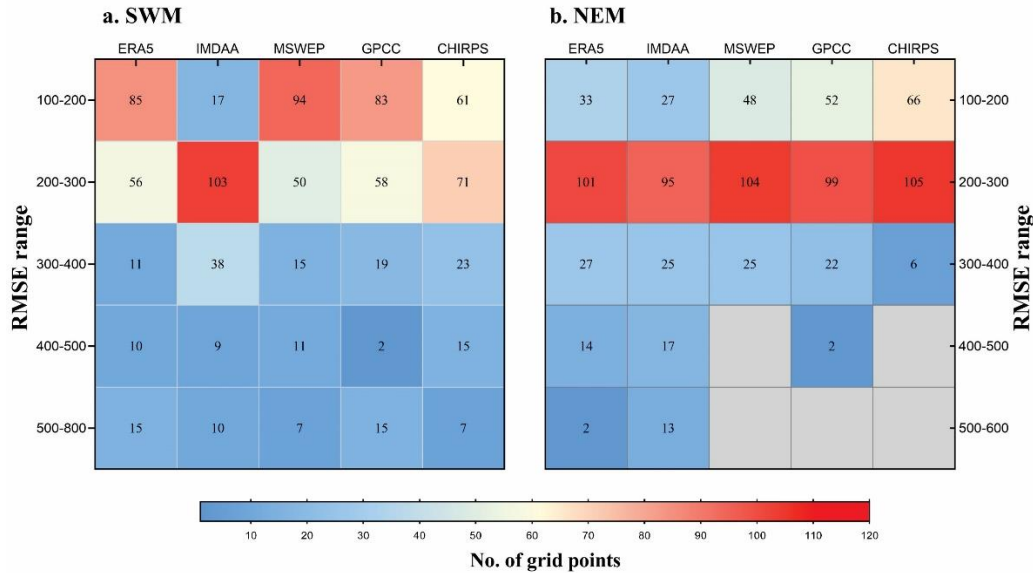 a. SWM
b. NEM
ERA5 IMDAA MSWEP GPCC CHIRPS
ERA5 IMDAA MSWEP GPCC CHIRPS
RMSE range
100-200 85 17 94 83 61
200-300 56 103 50 58 71
300-400 11 38 15 19 23
400-500 10 9 11 2 15
500-800 15 10 7 15 7
33 27 48 52 66 100-200
101 95 104 99 105 200-300
27 25 25 22 6 300-400
14 17 2 400-500
2 13 500-600
RMSE range
10 20 30 40 50 60 70 80 90 100 110 120
No. of grid points